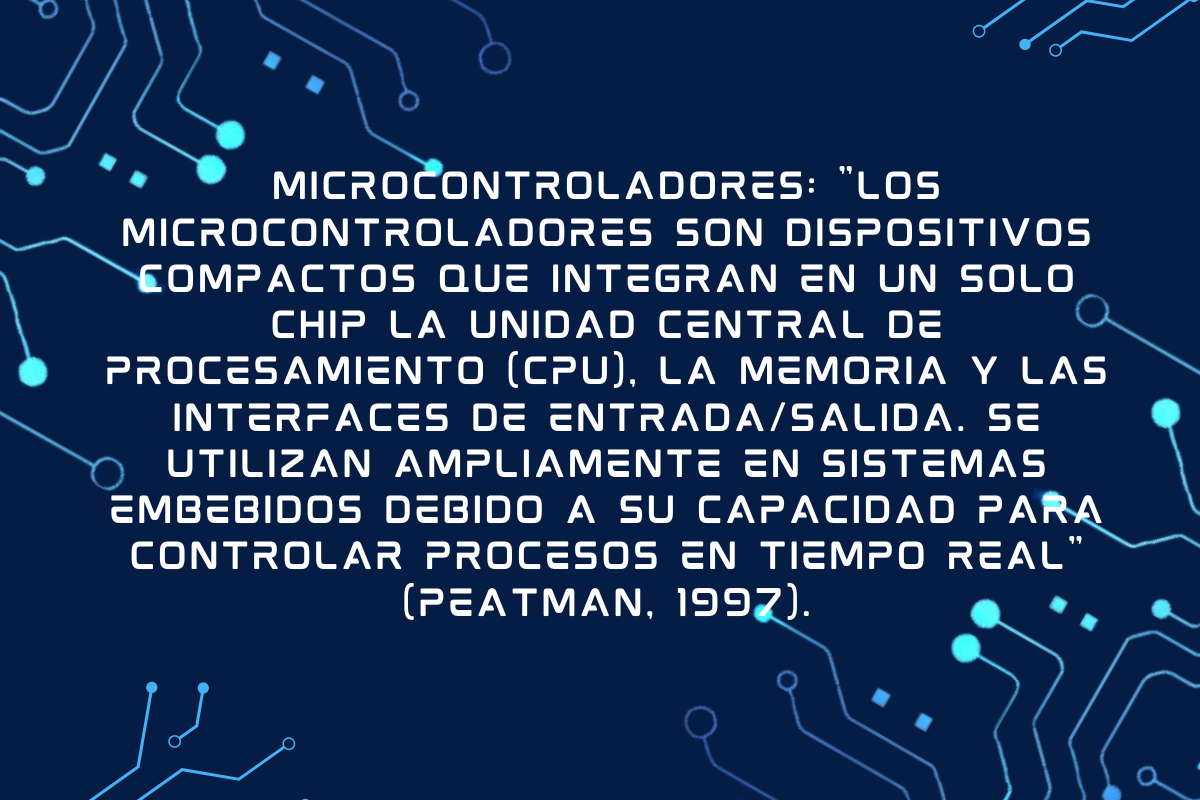 MICROCONTROLADORES: "LOS
MICROCONTROLADORES SON DISPOSITIVOS
COMPACTOS QUE INTEGRAN EN UN SOLO
CHIP LA UNIDAD CENTRAL DE
PROCESAMIENTO (CPU), LA MEMORIA Y LAS
INTERFACES DE ENTRADA/SALIDA. SE
UTILIZAN AMPLIAMENTE EN SISTEMAS
EMBEBIDOS DEBIDO A SU CAPACIDAD PARA
CONTROLAR PROCESOS EN TIEMPO REAL"
(PEATMAN, 1997).